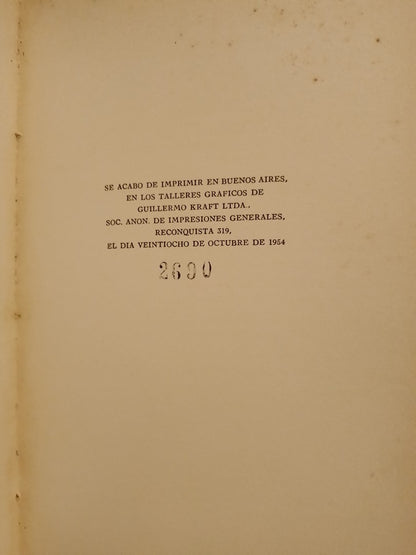 SE ACABO DE IMPRIMIR EN BUENOS AIRES,
EN LOS TALLERES GRAFICOS DE
GUILLERMO KRAFT LTDA.,
SOC. ANON. DE IMPRESIONES GENERALES,
RECONQUISTA 319,
EL DIA VEINTIOCHO DE OCTUBRE DE 1954
2690